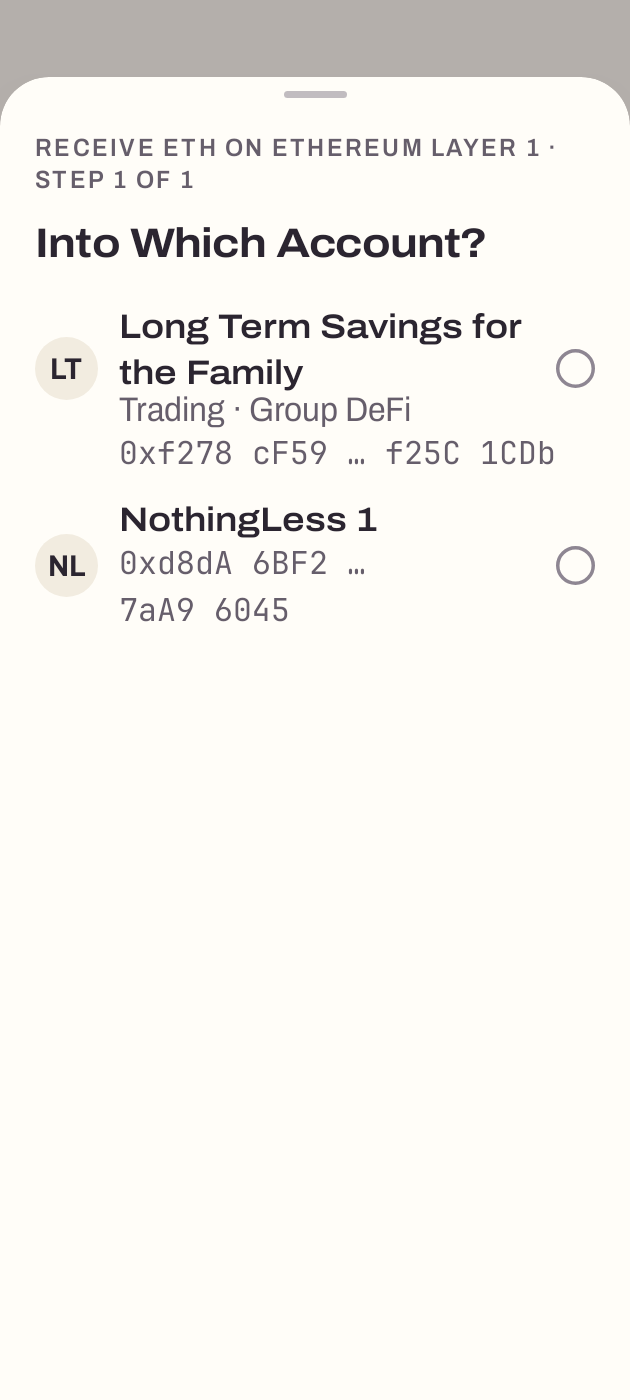 RECEIVE ETH ON ETHEREUM LAYER 1 ·
STEP 1 OF 1
Into Which Account?
LT
Long Term Savings for
the Family
Trading · Group DeFi
0xf278 cF59 … f25C 1CDb
NL
NothingLess 1
0xd8dA 6BF2 …
7aA9 6045